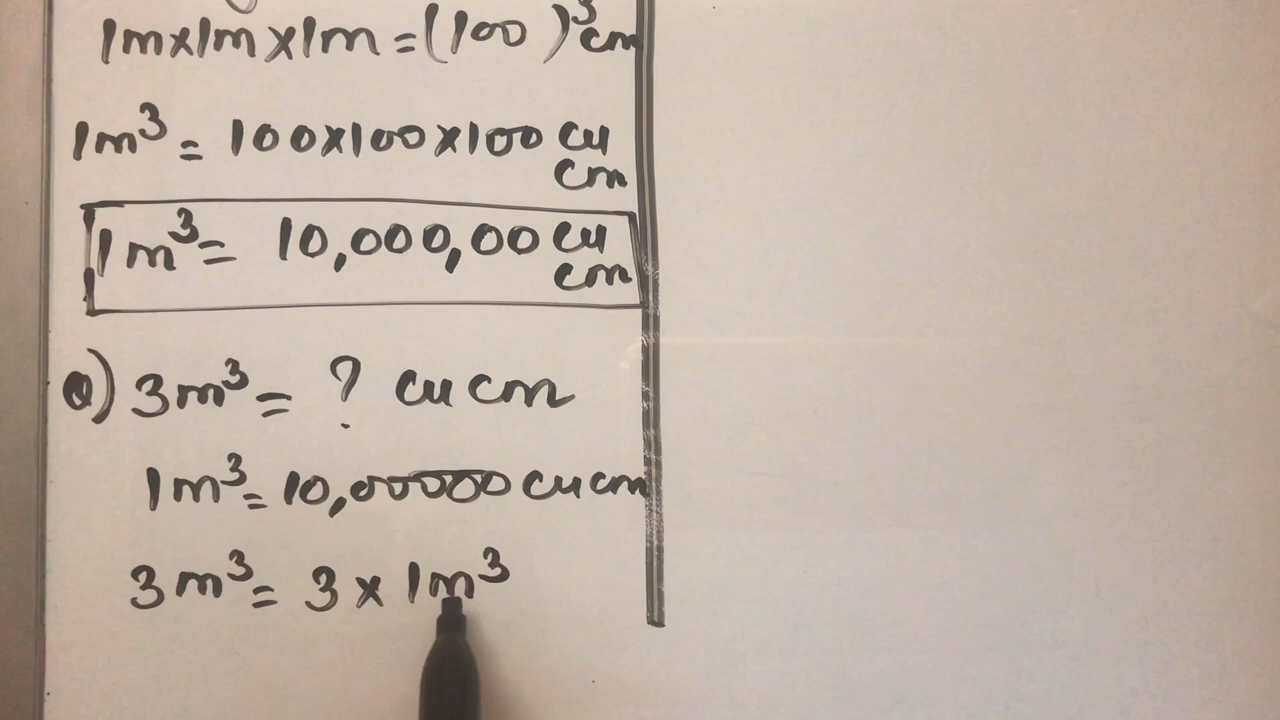 1m×1m×1m=(100)³cm
1m³ = 100×100×100 cu
cm
1m³ = 10,000,00 cu
cm
Q) 3m³ = ? cu cm
1m³ = 10,00000 cu cm
3m³ = 3 × 1m³